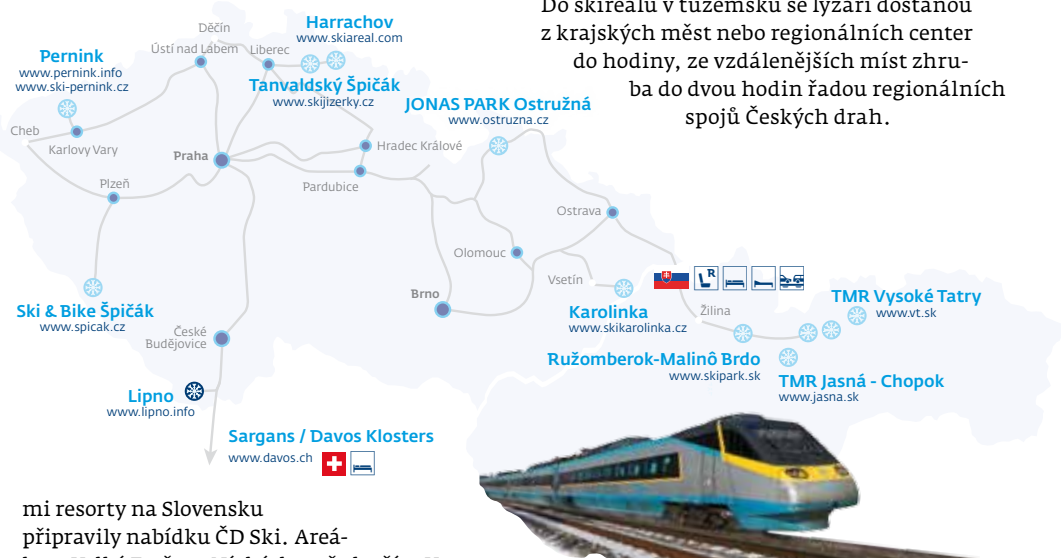 Do skireálů v tuzemsku se lyžaři dostanou
z krajských měst nebo regionálních center
do hodiny, ze vzdálenějších míst zhru-
ba do dvou hodin řadou regionálních
spojů Českých drah.
Děčín
Harrachov
www.skiareal.com
Ústí nad Labem
Liberec
Pernink
www.pernink.info
www.ski-pernink.cz
Tanvaldský Špičák
www.skijizerky.cz
JONAS PARK Ostružná
www.ostruzna.cz
Cheb
Karlovy Vary
Praha
Hradec Králové
Plzeň
Pardubice
Ostrava
Olomouc
Vsetín
R
Brno
Karolinka
www.skikarolinka.cz
Žilina
TMR Vysoké Tatry
www.vt.sk
Ski & Bike Špičák
www.spicak.cz
České
Budějovice
Ružomberok-Malinô Brdo
www.skipark.sk
TMR Jasná - Chopok
www.jasna.sk
Lipno
www.lipno.info
Sargans / Davos Klosters
www.davos.ch
mi resorty na Slovensku
připravily nabídku ČD Ski. Areá-